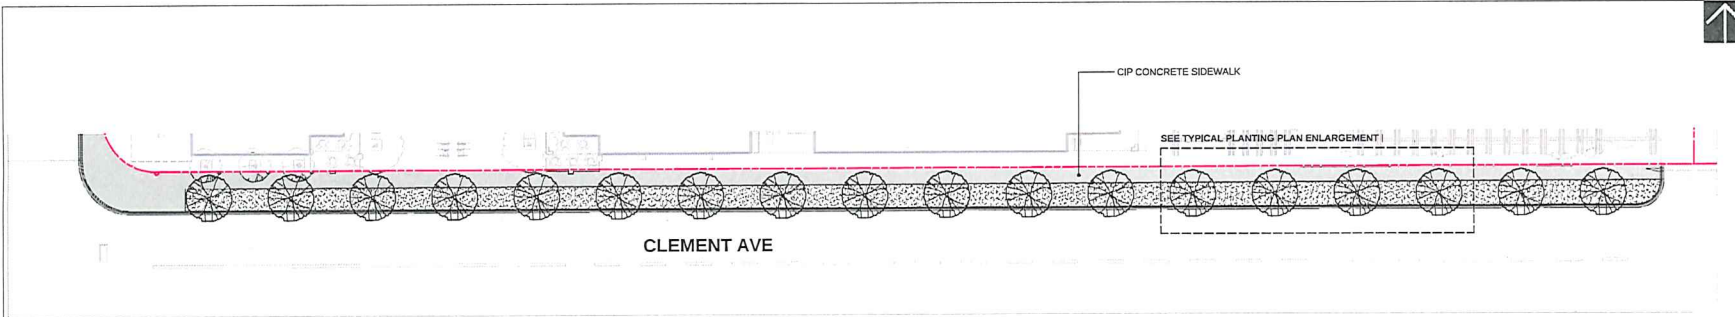 CIP CONCRETE SIDEWALK
SEE TYPICAL PLANTING PLAN ENLARGEMENT
CLEMENT AVE